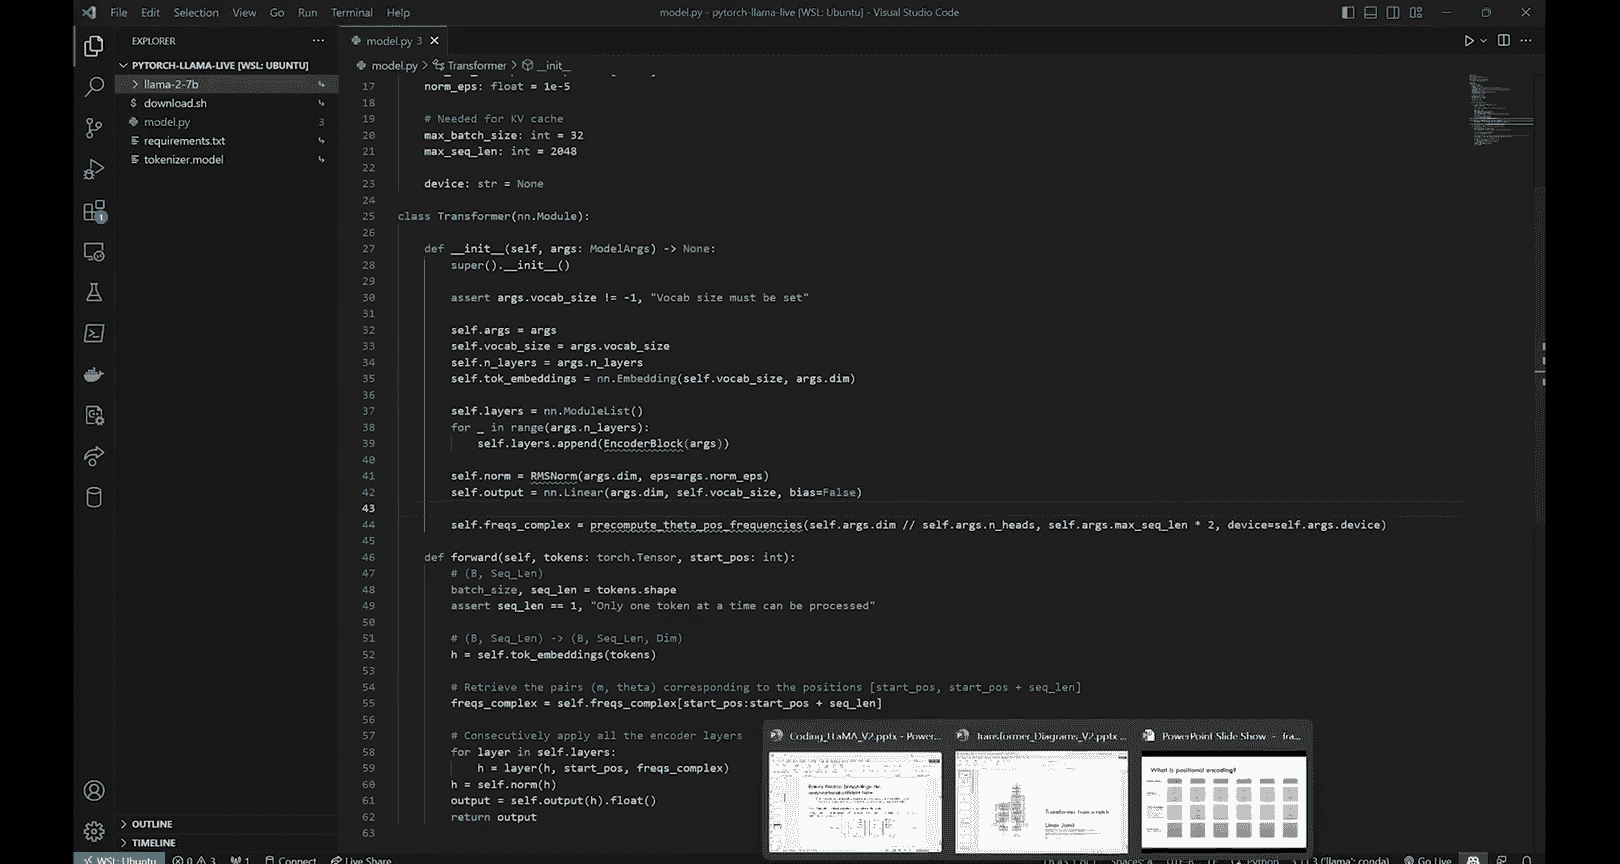 File Edit Selection View Go Run Terminal Help
model.py - pytorch-llama-live [WSL: Ubuntu] - Visual Studio Code
EXPLORER
PYTORCH-LLAMA-LIVE [WSL: UBUNTU]
llama-2-7b
$ download.sh
model.py 3
requirements.txt
tokenizer.model
OUTLINE
TIMELINE
1
model.py 3
model.py > Transformer > __init__
17 norm_eps: float = 1e-5
18
19 # Needed for KV cache
20 max_batch_size: int = 32
21 max_seq_len: int = 2048
22
23 device: str = None
24
25 class Transformer(nn.Module):
26
27 def __init__(self, args: ModelArgs) -> None:
28 super().__init__()
29
30 assert args.vocab_size != -1, "Vocab size must be set"
31
32 self.args = args
33 self.vocab_size = args.vocab_size
34 self.n_layers = args.n_layers
35 self.tok_embeddings = nn.Embedding(self.vocab_size, args.dim)
36
37 self.layers = nn.ModuleList()
38 for _ in range(args.n_layers):
39 self.layers.append(EncoderBlock(args))
40
41 self.norm = RMSNorm(args.dim, eps=args.norm_eps)
42 self.output = nn.Linear(args.dim, self.vocab_size, bias=False)
43
44 self.freqs_complex = precompute_theta_pos_frequencies(self.args.dim // self.args.n_heads, self.args.max_seq_len * 2, device=self.args.device)
45
46 def forward(self, tokens: torch.Tensor, start_pos: int):
47 # (B, Seq_Len)
48 batch_size, seq_len = tokens.shape
49 assert seq_len == 1, "Only one token at a time can be processed"
50
51 # (B, Seq_Len) -> (B, Seq_Len, Dim)
52 h = self.tok_embeddings(tokens)
53
54 # Retrieve the pairs (m, theta) corresponding to the positions [start_pos, start_pos + seq_len]
55 freqs_complex = self.freqs_complex[start_pos:start_pos + seq_len]
56
57 # Consecutively apply all the encoder layers
58 for layer in self.layers:
59 h = layer(h, start_pos, freqs_complex)
60 h = self.norm(h)
61 output = self.output(h).float()
62 return output
63
Coding_LLaMA_V2.pptx - Power...
Transformer_Diagrams_V2.pptx ...
PowerPoint Slide Show - Tra...
Transformer from scratch
Umar Jamil
What is positional encoding?
WSL: Ubuntu 0 3 1 Connect Live Share
Python
Go Live